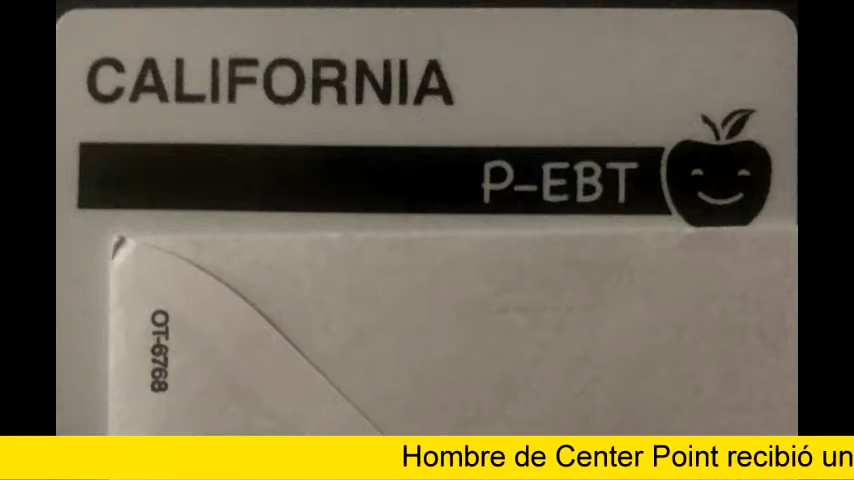 CALIFORNIA
P-EBT
OT-6768
Hombre de Center Point recibió un